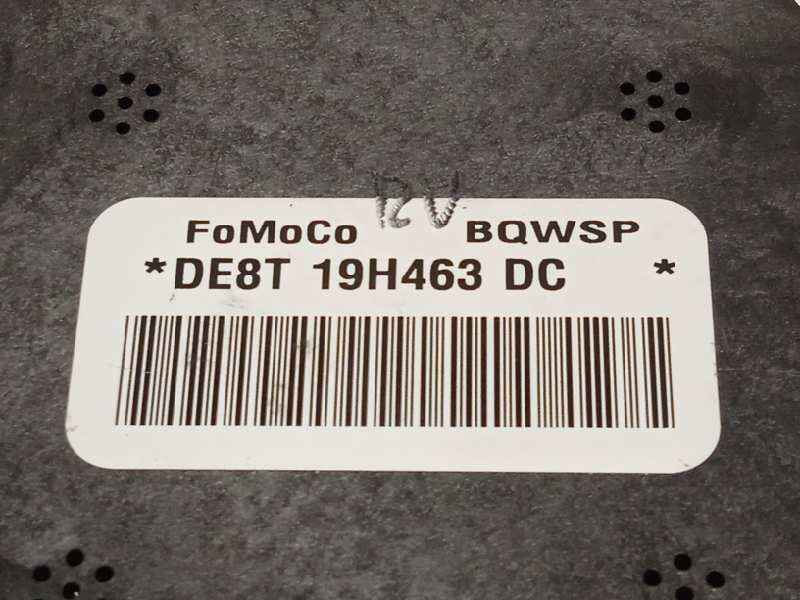 RV
FoMoCo BQWSP
*DE8T 19H463 DC *